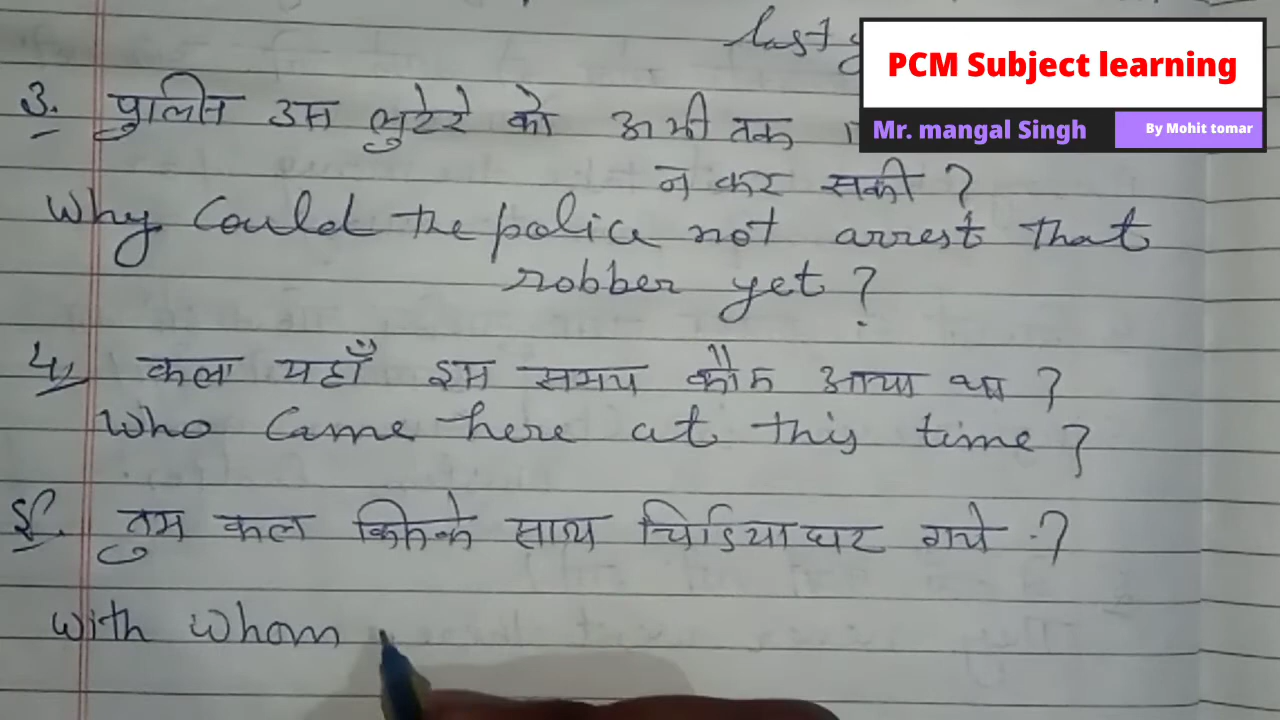 last
PCM Subject learning
Mr. mangal Singh
By Mohit tomar
3. पुलिस उस लुटेरे को अभी तक
न कर सकी ?
Why Could the police not arrest that
robber yet ?
4, कल यहाँ इस समय कौन आया था ?
Who Came here at this time ?
5. तुम कल किसके साथ चिडियाघर गये ?
With Whom